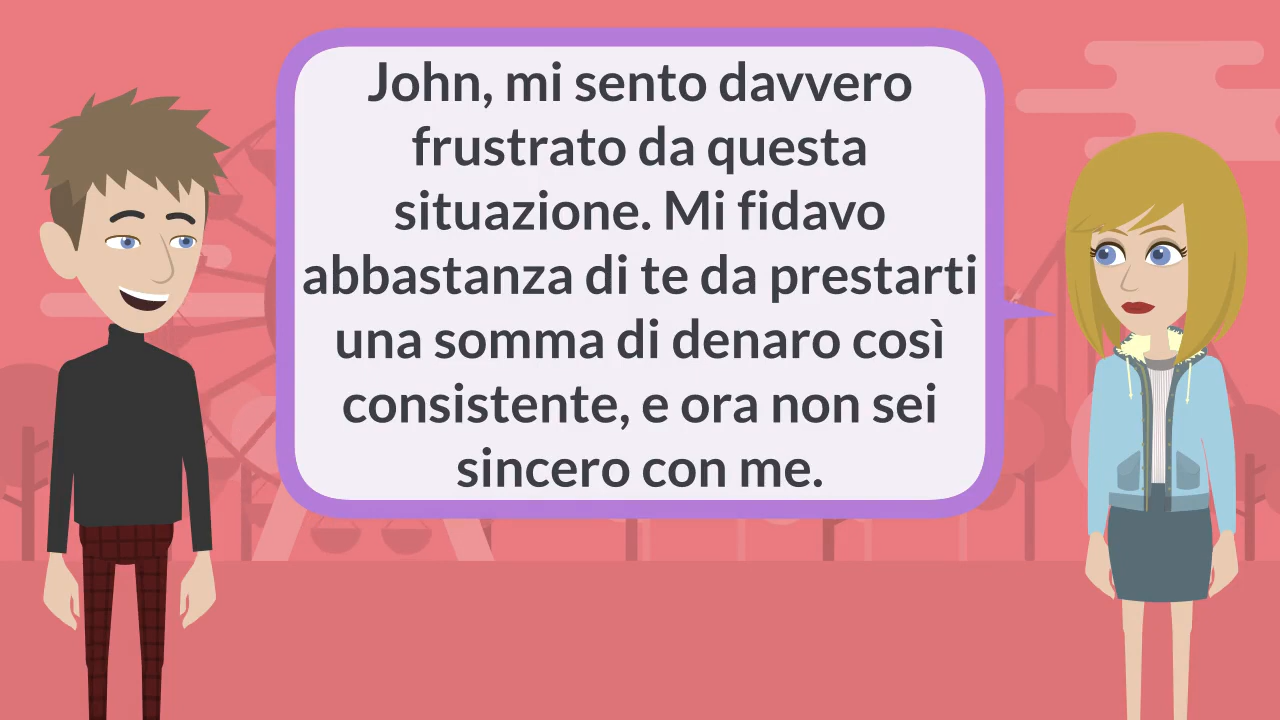 John, mi sento davvero
frustrato da questa
situazione. Mi fidavo
abbastanza di te da prestarti
una somma di denaro così
consistente, e ora non sei
sincero con me.